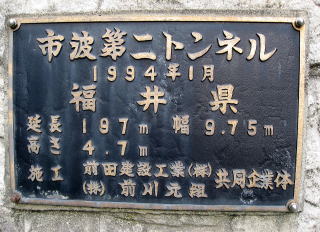 市波第二トンネル
1994年1月
福井県
延長 197m 幅 9.75m
高さ 4.7m
施工 前田建設工業(株) 共同企業体
(株)前川元組